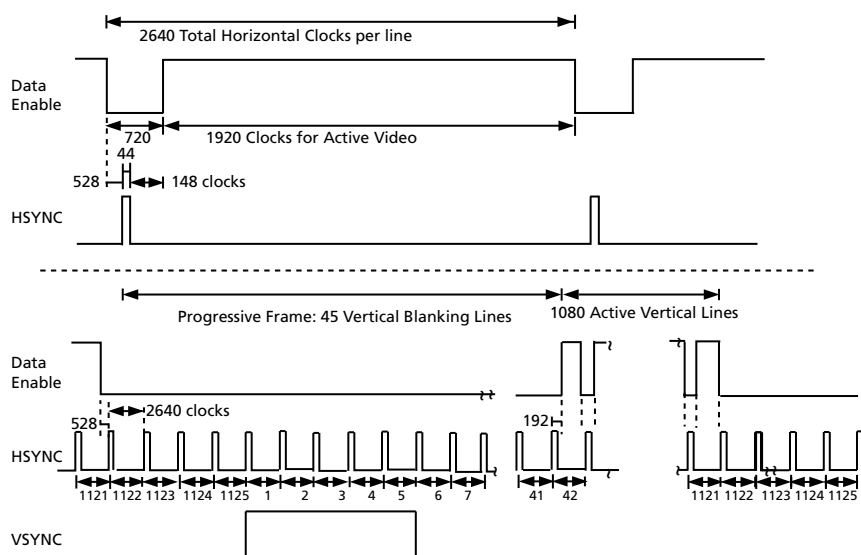 2640 Total Horizontal Clocks per line
Data
Enable
720
1920 Clocks for Active Video
44
528
148 clocks
HSYNC
Progressive Frame: 45 Vertical Blanking Lines
1080 Active Vertical Lines
Data
Enable
528
2640 clocks
192
HSYNC
1121 1122 1123 1124 1125 1 2 3 4 5 6 7 41 42 1121 1122 1123 1124 1125
VSYNC